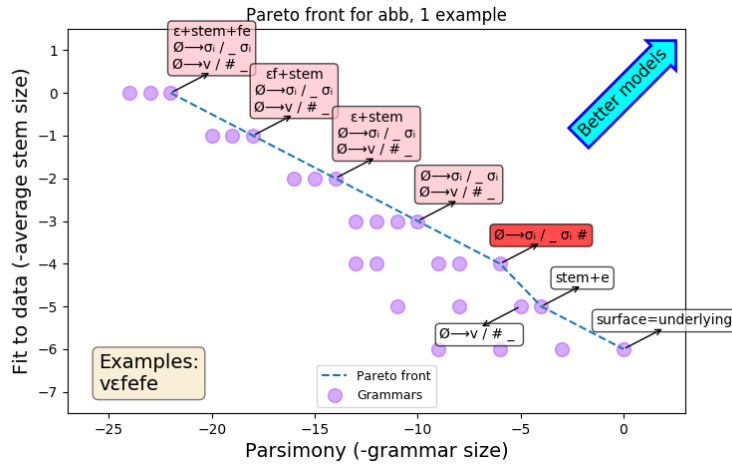 Pareto front for abb, 1 example
ε+stem+fe
Ø⟶σᵢ / _ σᵢ
Ø⟶v / # _
εf+stem
Ø⟶σᵢ / _ σᵢ
Ø⟶v / # _
ε+stem
Ø⟶σᵢ / _ σᵢ
Ø⟶v / # _
Ø⟶σᵢ / _ σᵢ
Ø⟶v / # _
Ø⟶σᵢ / _ σᵢ #
stem+e
Ø⟶v / # _
surface=underlying
Better models
Examples:
vεfefe
Pareto front
Grammars
Fit to data (-average stem size)
1
0
−1
−2
−3
−4
−5
−6
−7
−25
−20
−15
−10
−5
0
Parsimony (-grammar size)